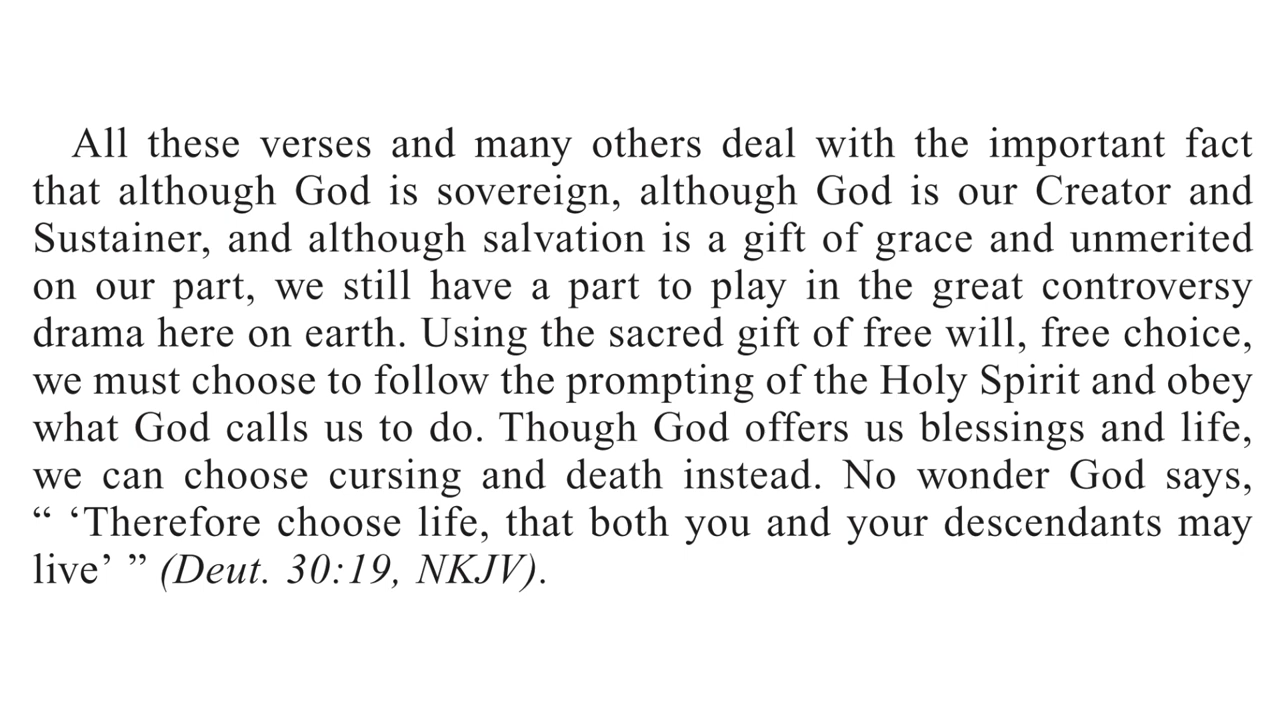 All these verses and many others deal with the important fact
that although God is sovereign, although God is our Creator and
Sustainer, and although salvation is a gift of grace and unmerited
on our part, we still have a part to play in the great controversy
drama here on earth. Using the sacred gift of free will, free choice,
we must choose to follow the prompting of the Holy Spirit and obey
what God calls us to do. Though God offers us blessings and life,
we can choose cursing and death instead. No wonder God says,
“ ‘Therefore choose life, that both you and your descendants may
live’ ” (Deut. 30:19, NKJV).